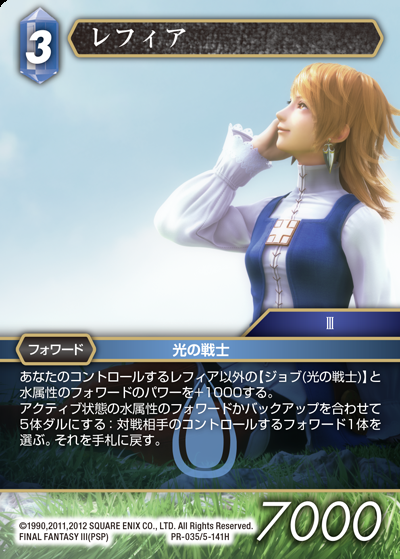 3
レフィア
III
フォワード
光の戦士
あなたのコントロールするレフィア以外の【ジョブ(光の戦士)】と
水属性のフォワードのパワーを+1000する。
アクティブ状態の水属性のフォワードかバックアップを合わせて
5体ダルにする：対戦相手のコントロールするフォワード1体を
選ぶ。それを手札に戻す。
©1990,2011,2012 SQUARE ENIX CO., LTD. All Rights Reserved.
FINAL FANTASY III(PSP)
PR-035/5-141H
7000